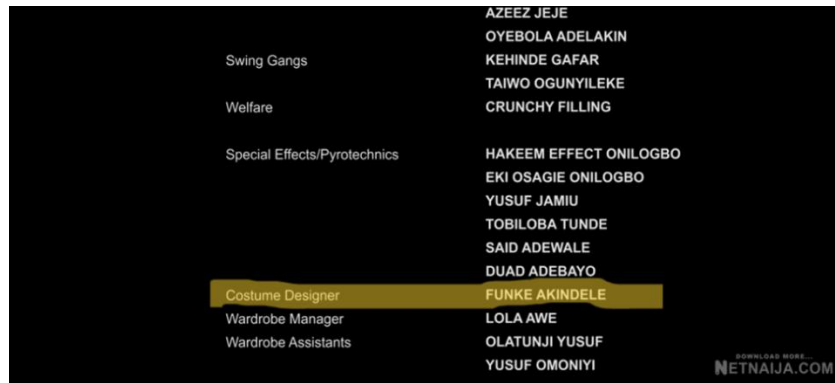 AZEEZ JEJE
OYEBOLA ADELAKIN
Swing Gangs KEHINDE GAFAR
TAIWO OGUNYILEKE
Welfare CRUNCHY FILLING
Special Effects/Pyrotechnics HAKEEM EFFECT ONILOGBO
EKI OSAGIE ONILOGBO
YUSUF JAMIU
TOBILOBA TUNDE
SAID ADEWALE
DUAD ADEBAYO
Costume Designer FUNKE AKINDELE
Wardrobe Manager LOLA AWE
Wardrobe Assistants OLATUNJI YUSUF
YUSUF OMONIYI
DOWNLOAD MORE...
NETNAIJA.COM